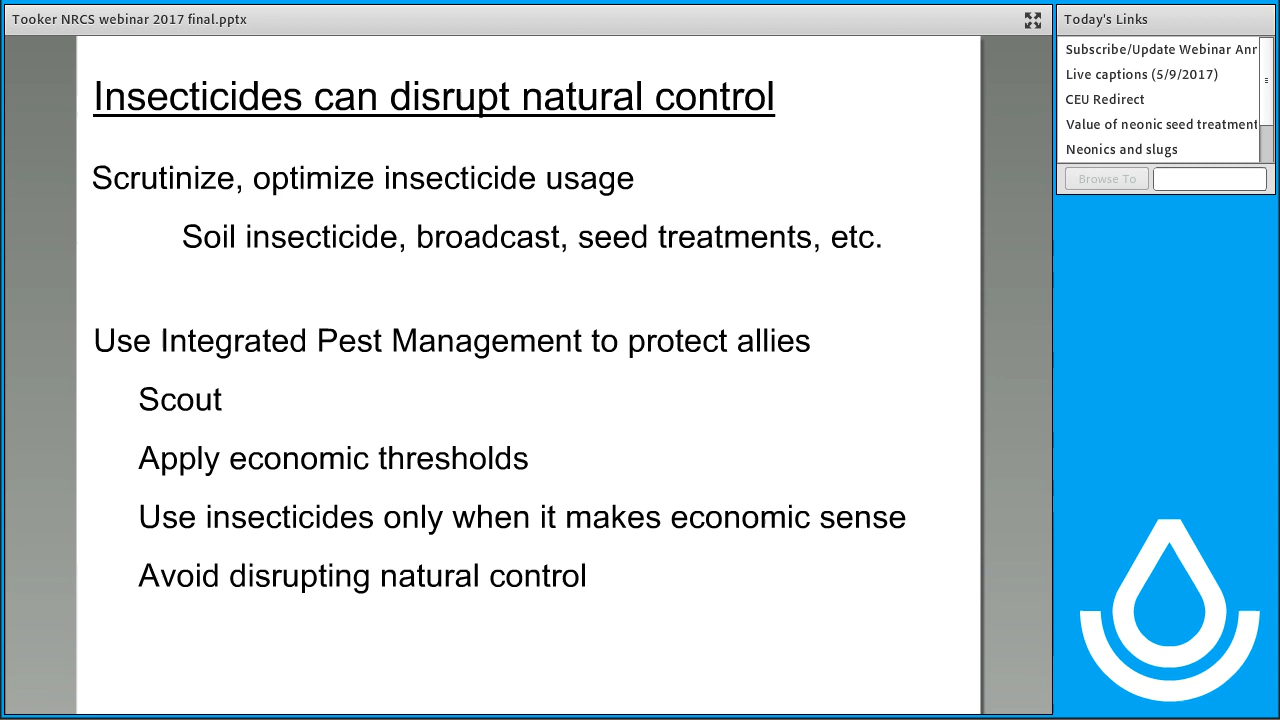 Tooker NRCS webinar 2017 final.pptx
Insecticides can disrupt natural control
Scrutinize, optimize insecticide usage
Soil insecticide, broadcast, seed treatments, etc.
Use Integrated Pest Management to protect allies
Scout
Apply economic thresholds
Use insecticides only when it makes economic sense
Avoid disrupting natural control
Today's Links
Subscribe/Update Webinar Anr
Live captions (5/9/2017)
CEU Redirect
Value of neonic seed treatment
Neonics and slugs
Browse To